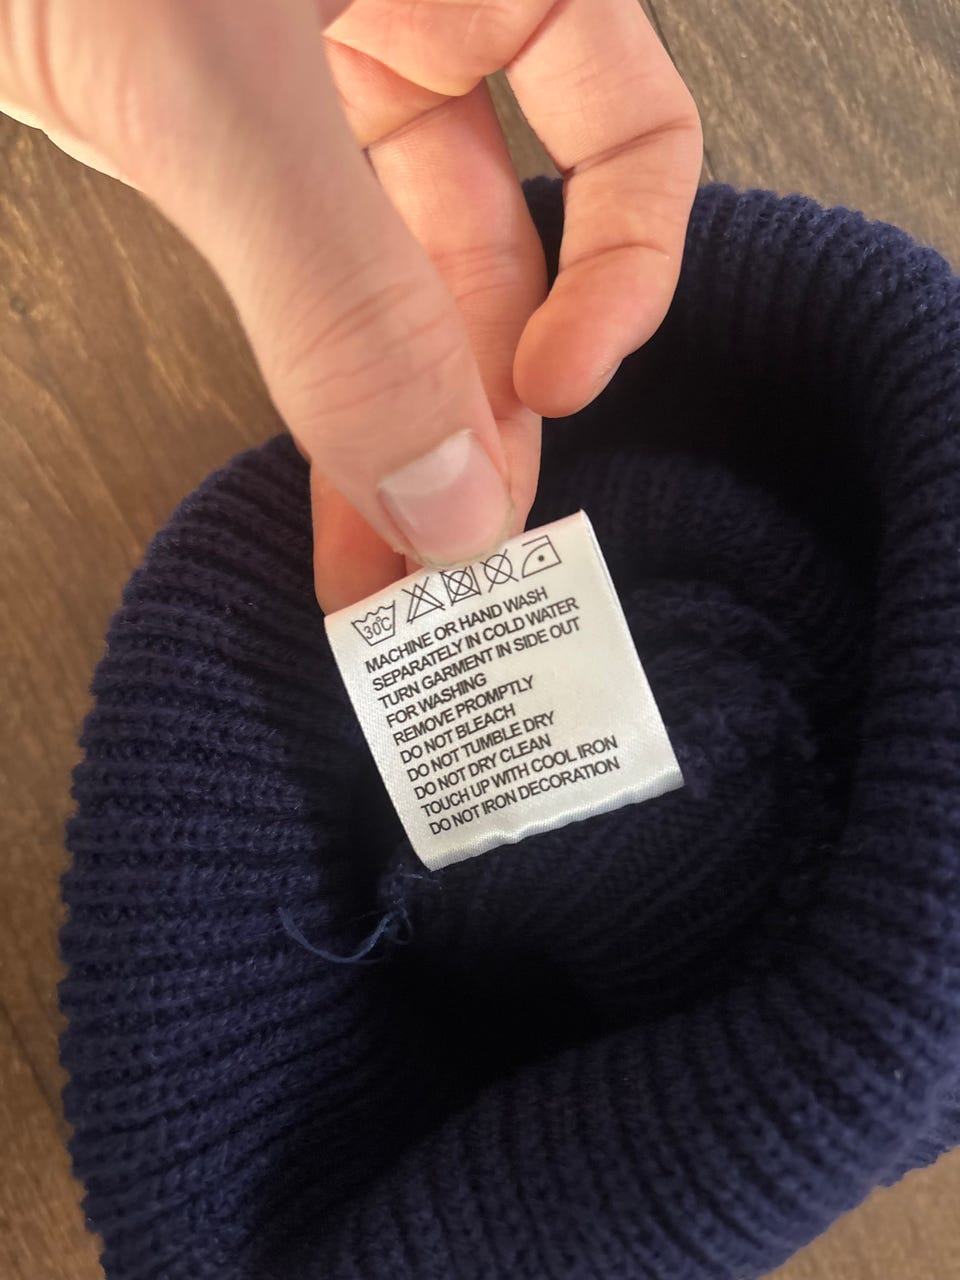 30°C
MACHINE OR HAND WASH
SEPARATELY IN COLD WATER
TURN GARMENT IN SIDE OUT
FOR WASHING
REMOVE PROMPTLY
DO NOT BLEACH
DO NOT TUMBLE DRY
DO NOT DRY CLEAN
TOUCH UP WITH COOL IRON
DO NOT IRON DECORATION